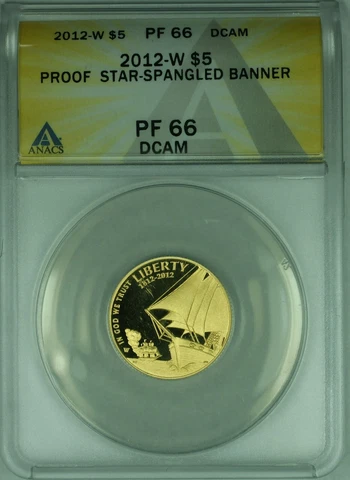 2012-W $5 PF 66 DCAM
2012-W $5
PROOF STAR-SPANGLED BANNER
ANACS
PF 66
DCAM
LIBERTY
1812-2012
IN GOD WE TRUST
W